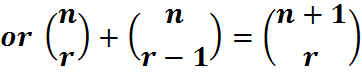 or (n r) + (n r − 1) = (n + 1 r)